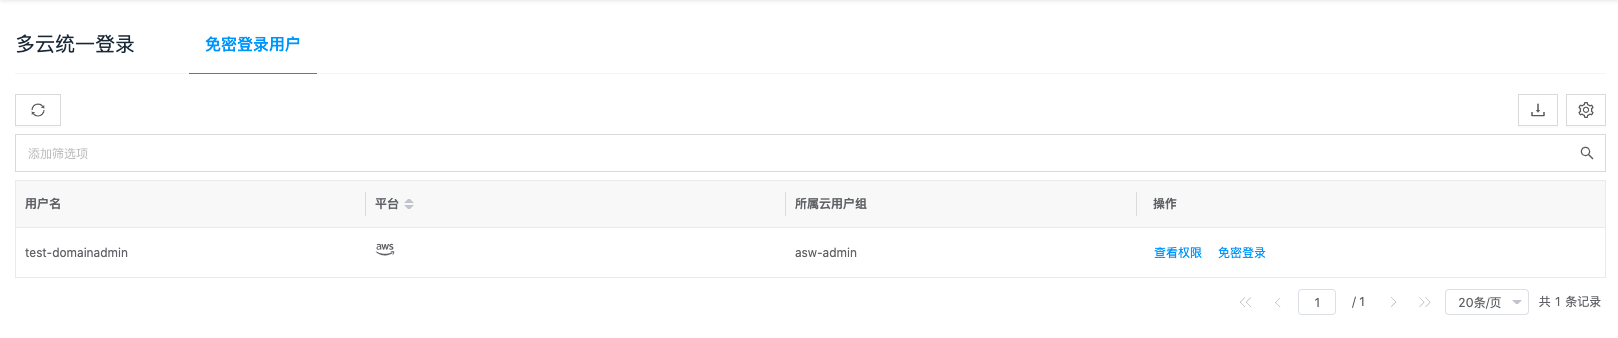 多云统一登录 免密登录用户
添加筛选项
用户名 平台 所属云用户组 操作
test-domainadmin aws asw-admin 查看权限 免密登录
1 / 1 20条/页 共 1 条记录